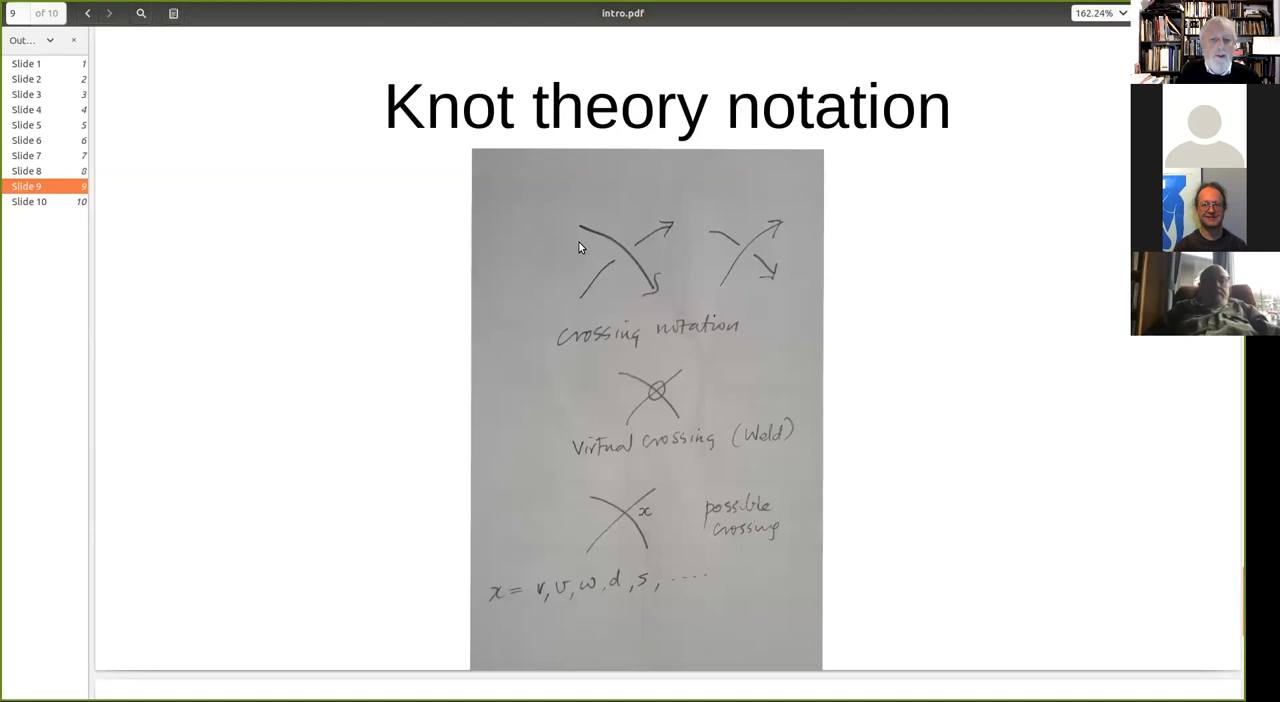 9 of 10
intro.pdf
162.24%
Out...
Slide 1 1
Slide 2 2
Slide 3 3
Slide 4 4
Slide 5 5
Slide 6 6
Slide 7 7
Slide 8 8
Slide 9 9
Slide 10 10
Knot theory notation
crossing notation
Virtual crossing (Weld)
x
possible
crossing
x = r, v, w, d, s, ....